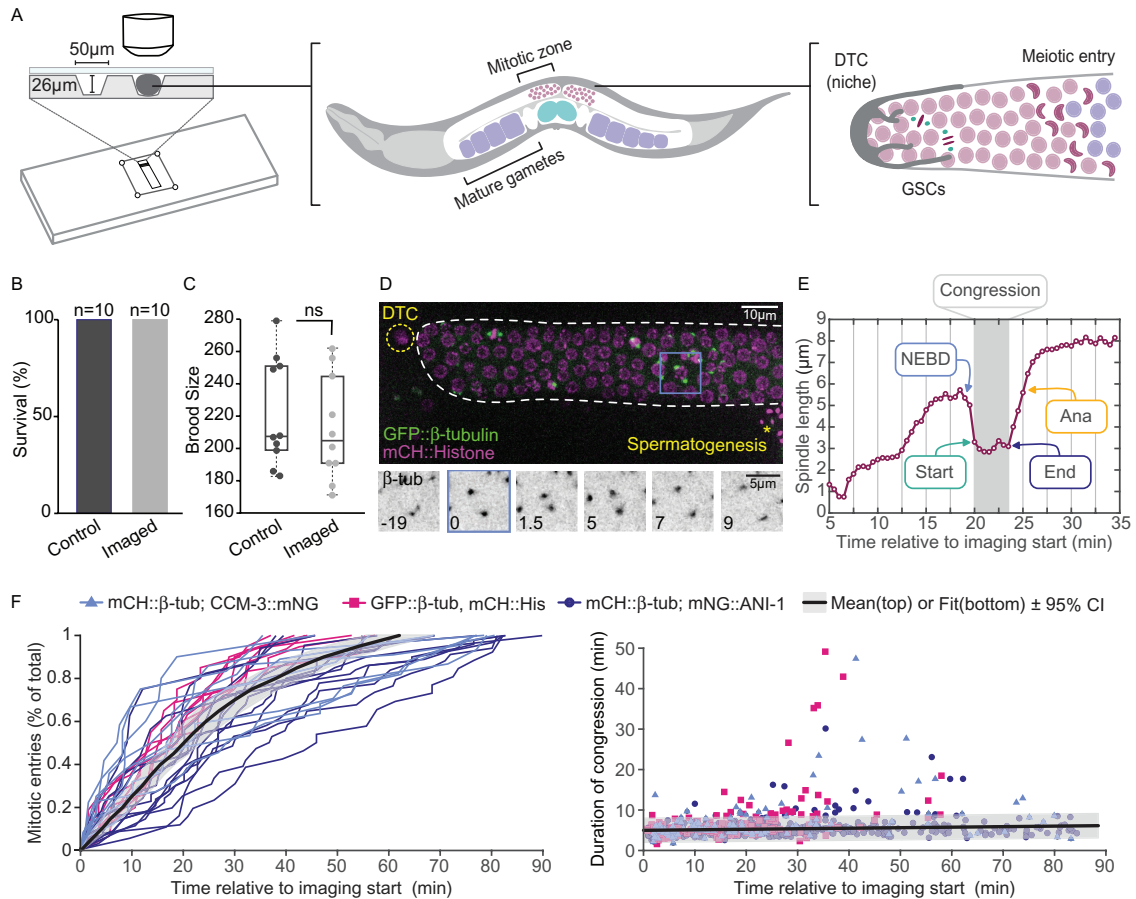 A
50μm
26μm
Mitotic zone
Mature gametes
DTC
(niche)
Meiotic entry
GSCs
B
n=10 n=10
Survival (%)
100
50
0
Control
Imaged
C
ns
Brood Size
280
260
240
220
200
180
160
Control
Imaged
D
DTC
10μm
GFP::β-tubulin
mCH::Histone
Spermatogenesis
*
β-tub
5μm
-19 0 1.5 5 7 9
E
Congression
Spindle length (μm)
9
8
7
6
5
4
3
2
1
0
NEBD
Ana
Start
End
5 10 15 20 25 30 35
Time relative to imaging start (min)
F
mCH::β-tub; CCM-3::mNG GFP::β-tub, mCH::His mCH::β-tub; mNG::ANI-1 Mean(top) or Fit(bottom) ± 95% CI
Mitotic entries (% of total)
1
0.8
0.6
0.4
0.2
0
0 10 20 30 40 50 60 70 80 90
Time relative to imaging start (min)
Duration of congression (min)
50
40
30
20
10
0
0 10 20 30 40 50 60 70 80 90
Time relative to imaging start (min)